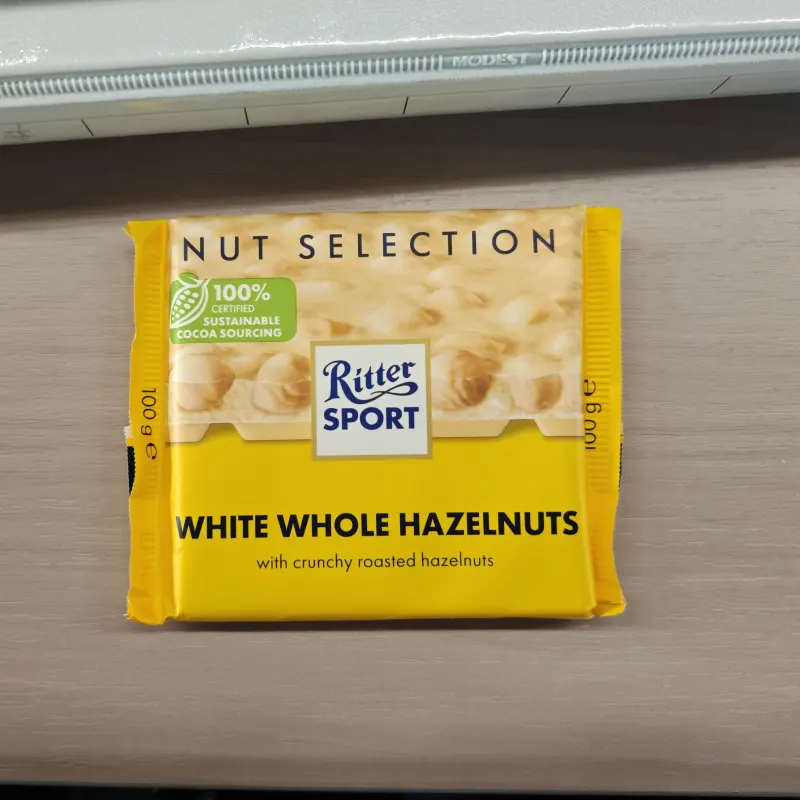 MODEST
NUT SELECTION
100%
CERTIFIED
SUSTAINABLE
COCOA SOURCING
Ritter
SPORT
100 g ℮
100 g ℮
WHITE WHOLE HAZELNUTS
with crunchy roasted hazelnuts